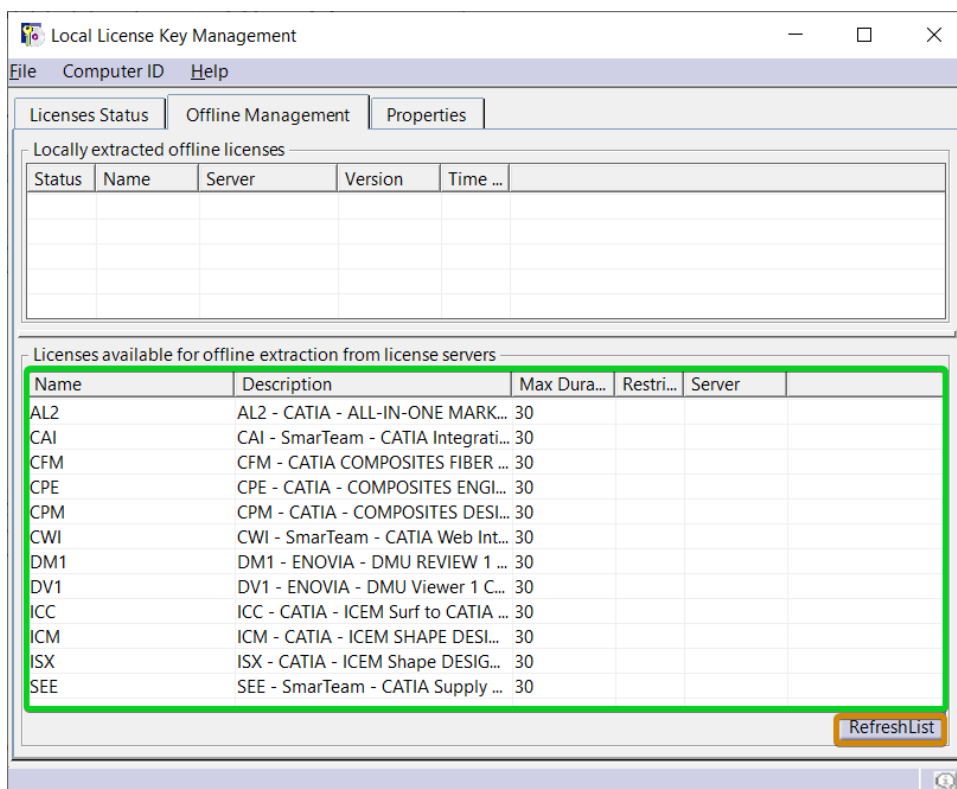 Local License Key Management
File Computer ID Help
Licenses Status Offline Management Properties
Locally extracted offline licenses
Status Name Server Version Time ...
Licenses available for offline extraction from license servers
Name Description Max Dura... Restri... Server
AL2 AL2 - CATIA - ALL-IN-ONE MARK... 30
CAI CAI - SmarTeam - CATIA Integrati... 30
CFM CFM - CATIA COMPOSITES FIBER ... 30
CPE CPE - CATIA - COMPOSITES ENGI... 30
CPM CPM - CATIA - COMPOSITES DESI... 30
CWI CWI - SmarTeam - CATIA Web Int... 30
DM1 DM1 - ENOVIA - DMU REVIEW 1 ... 30
DV1 DV1 - ENOVIA - DMU Viewer 1 C... 30
ICC ICC - CATIA - ICEM Surf to CATIA ... 30
ICM ICM - CATIA - ICEM SHAPE DESI... 30
ISX ISX - CATIA - ICEM Shape DESIG... 30
SEE SEE - SmarTeam - CATIA Supply ... 30
RefreshList